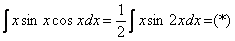 ∫ x sin x cos x dx = 1/2 ∫ x sin 2x dx = (*)